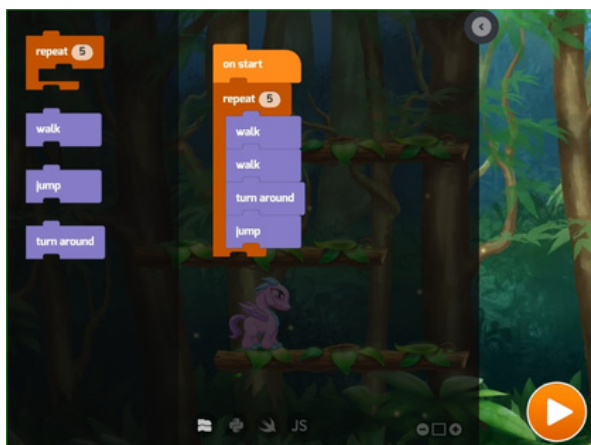 repeat 5
walk
jump
turn around
on start
repeat 5
walk
walk
turn around
jump
JS